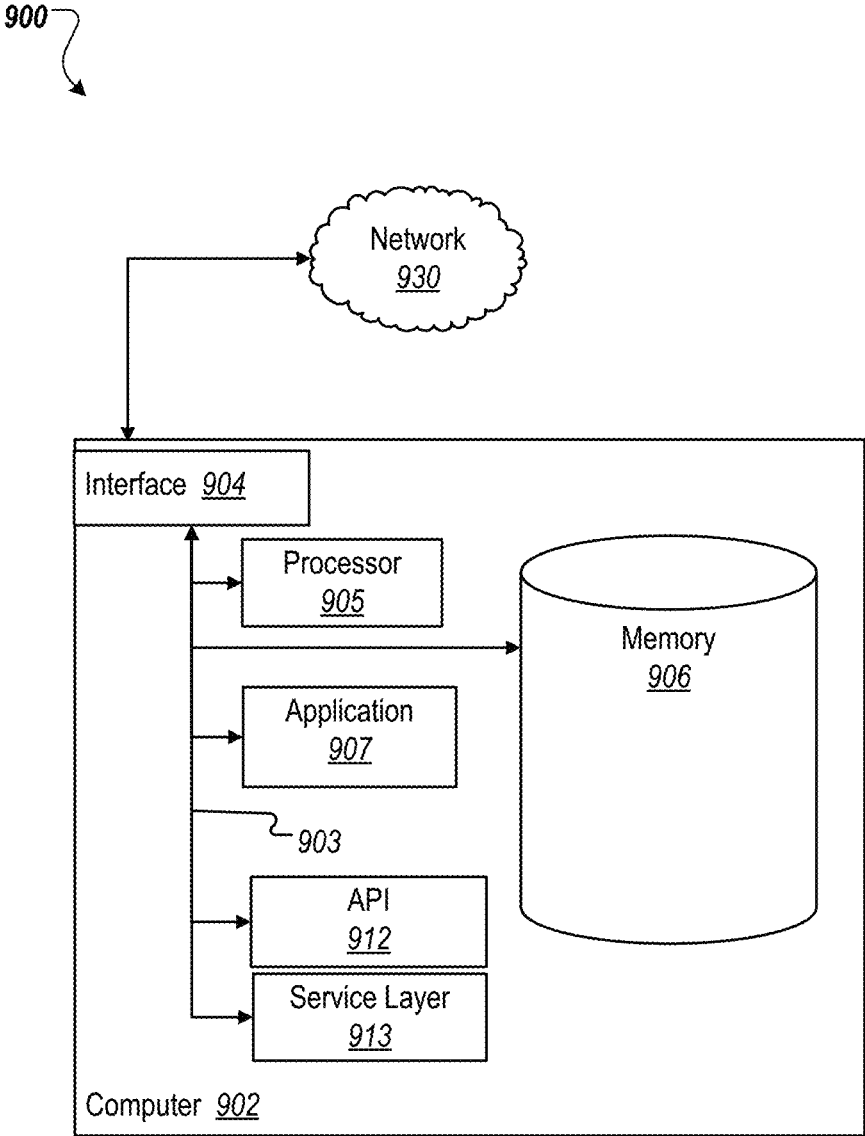 900
Network
930
Interface 904
Processor
905
Memory
906
Application
907
903
API
912
Service Layer
913
Computer 902